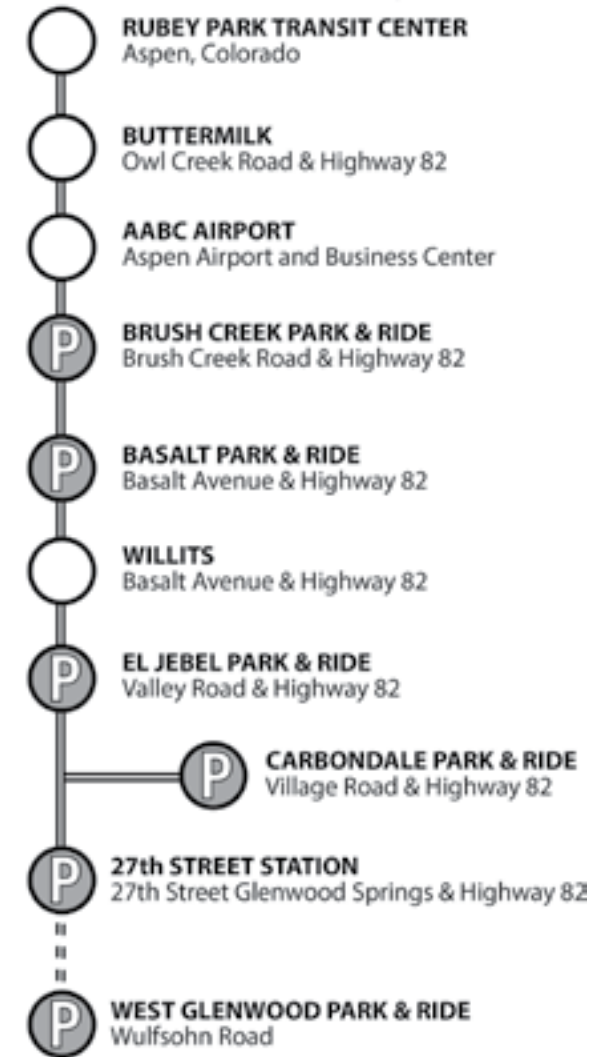 RUBEY PARK TRANSIT CENTER
Aspen, Colorado
BUTTERMILK
Owl Creek Road & Highway 82
AABC AIRPORT
Aspen Airport and Business Center
P
BRUSH CREEK PARK & RIDE
Brush Creek Road & Highway 82
P
BASALT PARK & RIDE
Basalt Avenue & Highway 82
WILLITS
Basalt Avenue & Highway 82
P
EL JEBEL PARK & RIDE
Valley Road & Highway 82
P
CARBONDALE PARK & RIDE
Village Road & Highway 82
P
27th STREET STATION
27th Street Glenwood Springs & Highway 82
P
WEST GLENWOOD PARK & RIDE
Wulfsohn Road